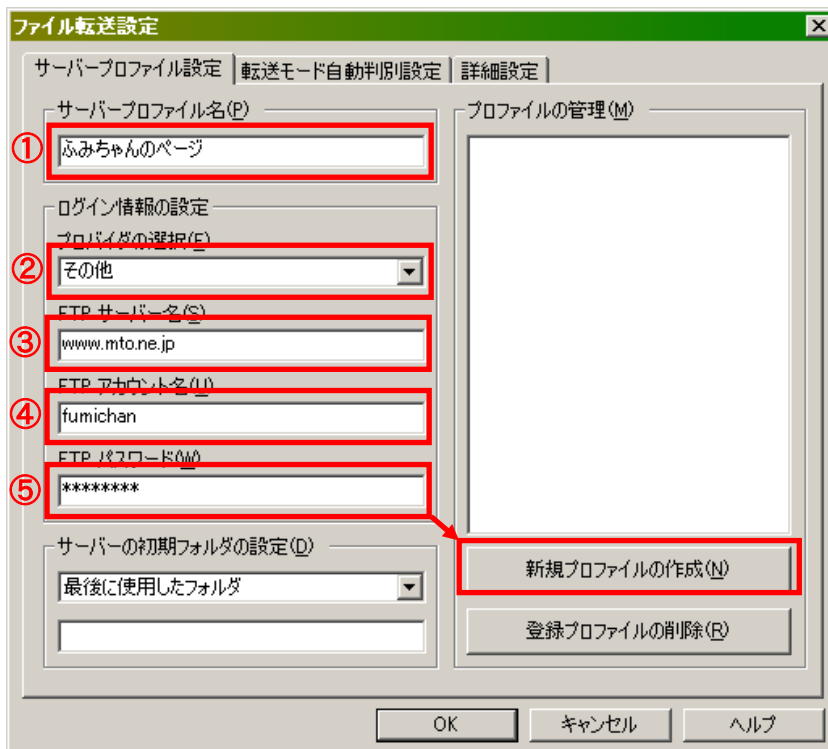 ファイル転送設定
サーバープロファイル設定 転送モード自動判別設定 詳細設定
サーバープロファイル名(P)
① ふみちゃんのページ
ログイン情報の設定
プロバイダの選択(E)
② その他
FTP サーバー名(S)
③ www.mto.ne.jp
FTP アカウント名(U)
④ fumichan
FTP パスワード(W)
⑤ ********
サーバーの初期フォルダの設定(D)
最後に使用したフォルダ
プロファイルの管理(M)
新規プロファイルの作成(N)
登録プロファイルの削除(R)
OK キャンセル ヘルプ